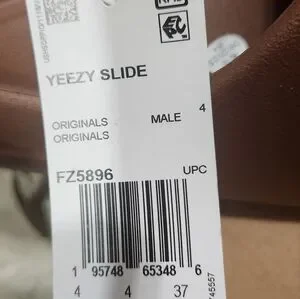 YEEZY SLIDE
ORIGINALS MALE 4
ORIGINALS
FZ5896 UPC
1 95748 65348 6
4 4 37